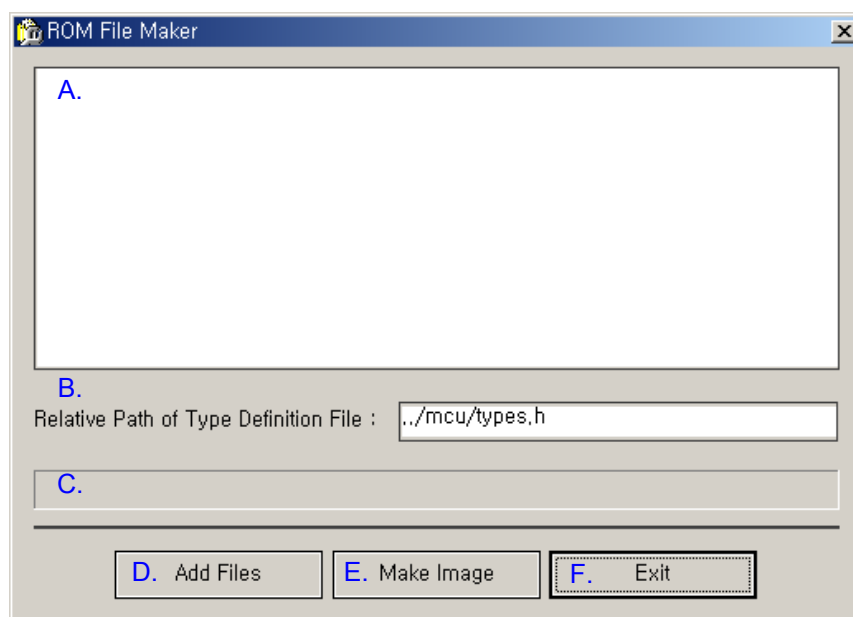 ROM File Maker
A.
B.
Relative Path of Type Definition File : ../mcu/types.h
C.
D. Add Files E. Make Image F. Exit